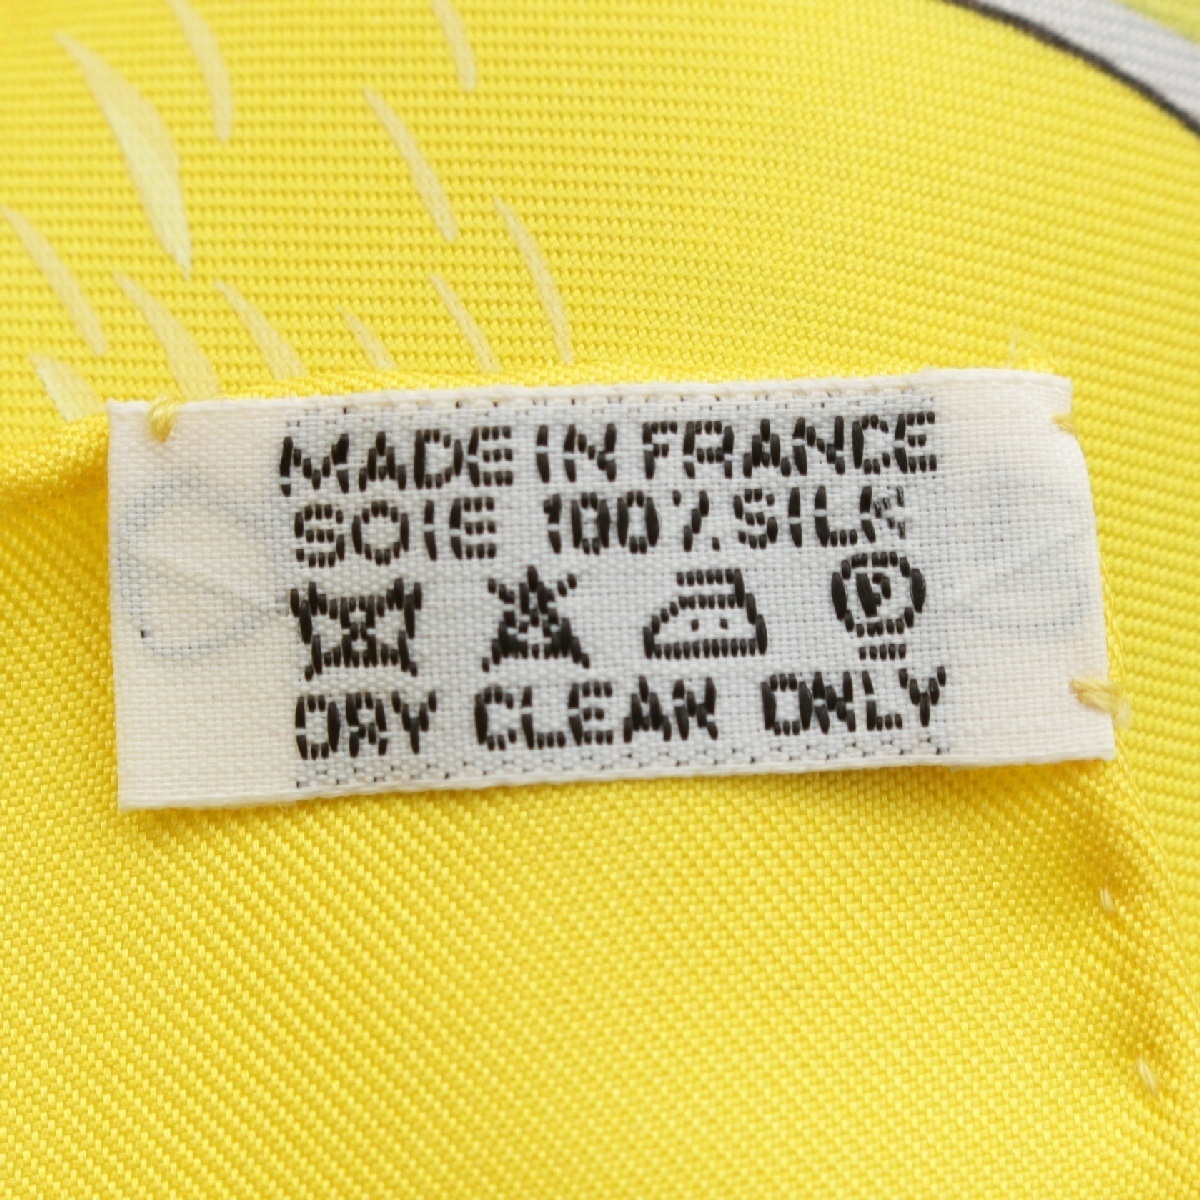 MADE IN FRANCE
SOIE 100% SILK
P
DRY CLEAN ONLY